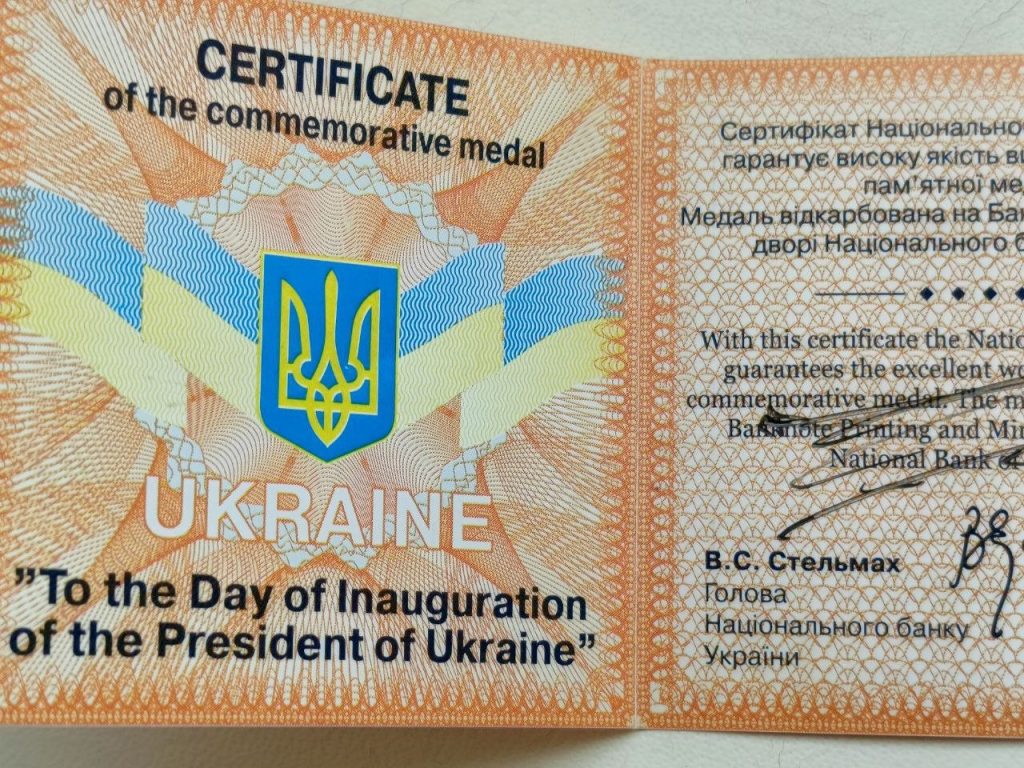 CERTIFICATE
of the commemorative medal
UKRAINE
"To the Day of Inauguration
of the President of Ukraine"
Сертифікат Національно
гарантує високу якість ви
пам'ятної ме
Медаль відкарбована на Бан
дворі Національного б
With this certificate the Natio
guarantees the excellent wo
commemorative medal. The m
Banknote Printing and Min
National Bank of
В.С. Стельмах
Голова
Національного банку
України